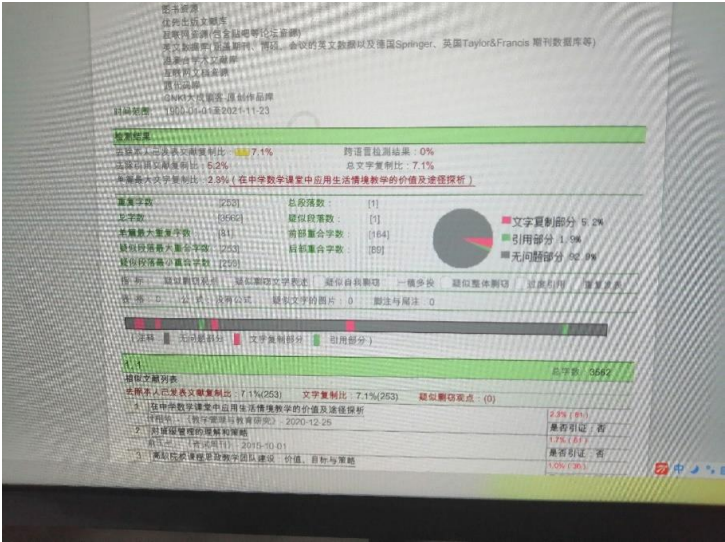 图书资源
优先出版文献库
互联网资源(包含贴吧等论坛资源)
英文数据库(涵盖期刊、博硕、会议的英文数据以及德国Springer、英国Taylor&Francis 期刊数据库等)
港澳台学术文献库
互联网文档资源
CNKI大成编客-原创作品库
时间范围：1900-01-01至2021-11-23
检测结果
去除本人已发表文献复制比：7.1% 跨语言检测结果：0%
去除引用文献复制比：5.2% 总文字复制比：7.1%
单篇最大文字复制比：2.3%(在中学数学课堂中应用生活情境教学的价值及途径探析)
重复字数： [253] 总段落数： [1]
总字数： [3562] 疑似段落数： [1]
单篇最大重复字数： [81] 前部重合字数： [164]
疑似段落最大重合字数：[253] 后部重合字数： [89]
疑似段落最小重合字数：[253]
文字复制部分 5.2%
引用部分 1.9%
无问题部分 92.9%
指标： 疑似剽窃观点 疑似剽窃文字表述 疑似自我剽窃 一稿多投 疑似整体剽窃 过度引用 重复发表
表格：0 公式：没有公式 疑似文字的图片：0 脚注与尾注：0
(注释： 无问题部分 文字复制部分 引用部分)
1. 1 总字数：3562
相似文献列表
去除本人已发表文献复制比：7.1%(253) 文字复制比：7.1%(253) 疑似剽窃观点：(0)
1 在中学数学课堂中应用生活情境教学的价值及途径探析 2.3%(81)
《教学管理与教育研究》- 2020-12-25 是否引证：否
2 对班级管理的理解和策略 1.7%(61)
2015-10-01 是否引证：否
3 高职院校课程思政教学团队建设：价值、目标与策略 1.0%
中